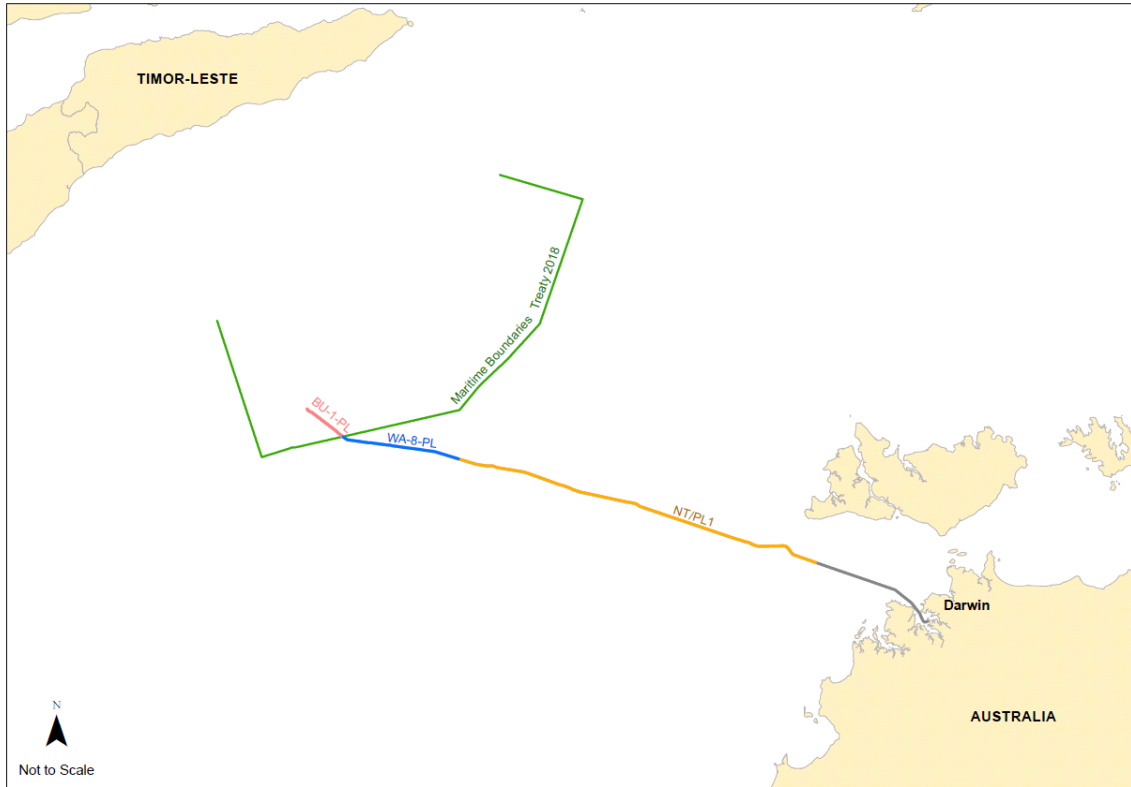 TIMOR-LESTE
Maritime Boundaries Treaty 2018
BU-1-PL
WA-8-PL
NT/PL1
Darwin
AUSTRALIA
N
Not to Scale